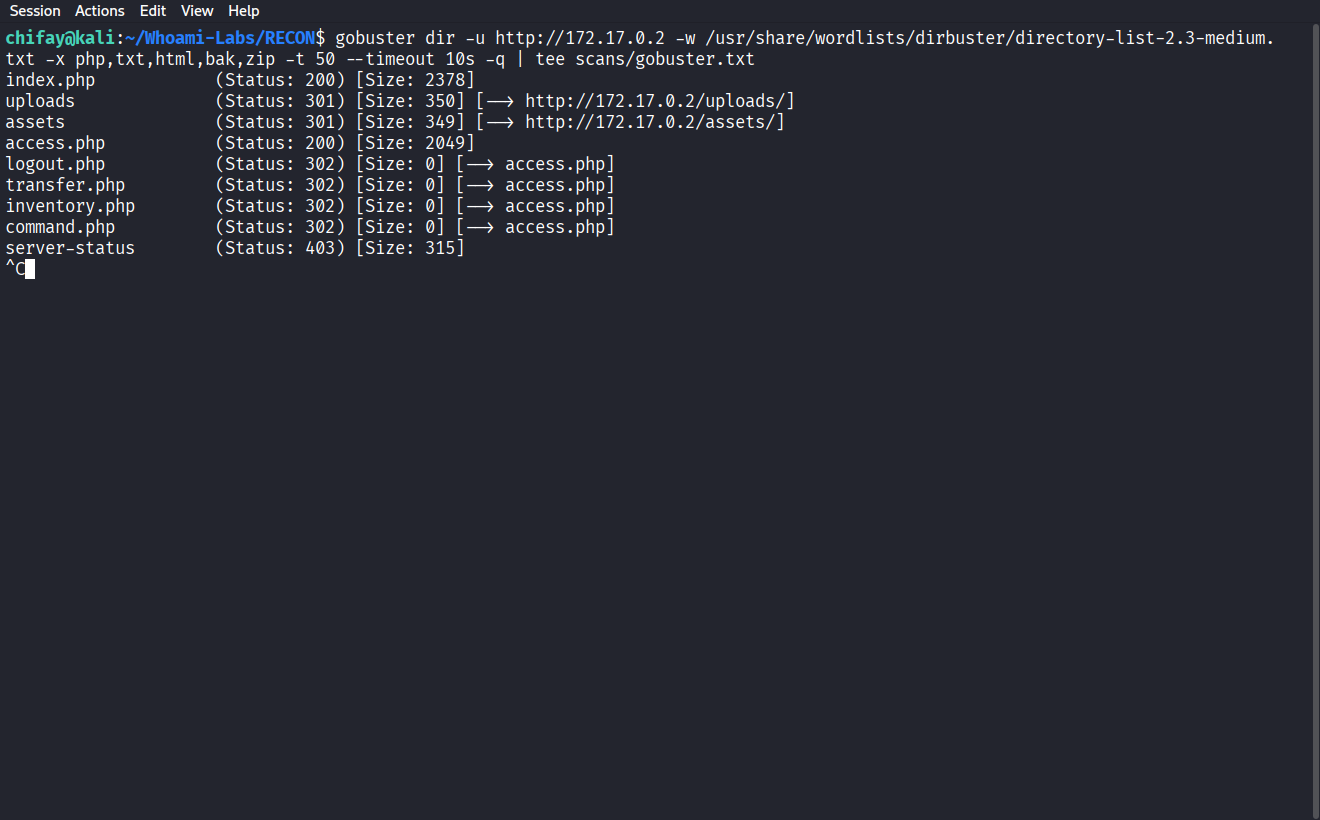 Session Actions Edit View Help
chifay@kali:~/Whoami-Labs/RECON$ gobuster dir -u http://172.17.0.2 -w /usr/share/wordlists/dirbuster/directory-list-2.3-medium.
txt -x php,txt,html,bak,zip -t 50 --timeout 10s -q | tee scans/gobuster.txt
index.php            (Status: 200) [Size: 2378]
uploads              (Status: 301) [Size: 350] [--> http://172.17.0.2/uploads/]
assets               (Status: 301) [Size: 349] [--> http://172.17.0.2/assets/]
access.php           (Status: 200) [Size: 2049]
logout.php           (Status: 302) [Size: 0] [--> access.php]
transfer.php         (Status: 302) [Size: 0] [--> access.php]
inventory.php        (Status: 302) [Size: 0] [--> access.php]
command.php          (Status: 302) [Size: 0] [--> access.php]
server-status        (Status: 403) [Size: 315]
^C